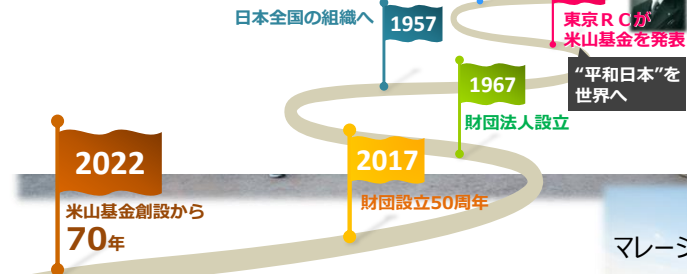 日本全国の組織へ
1957
東京RCが
米山基金を発表
“平和日本”を
世界へ
1967
財団法人設立
2022
米山基金創設から
70年
2017
財団設立50周年
マレーシ